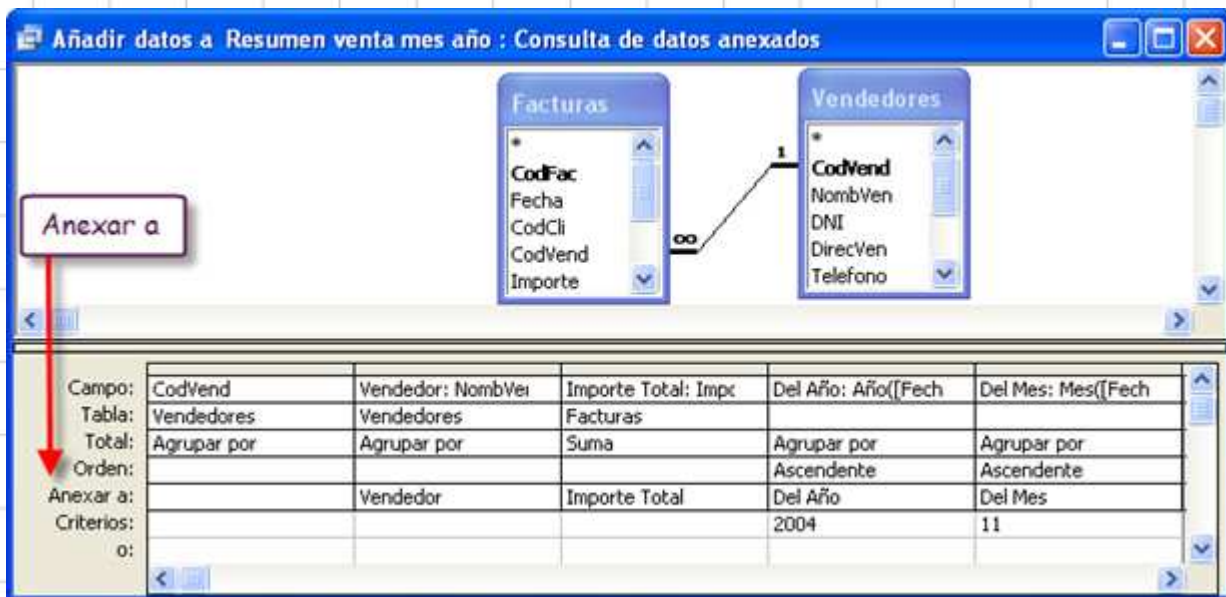 Añadir datos a Resumen venta mes año : Consulta de datos anexados
Facturas
*
CodFac
Fecha
CodCli
CodVend
Importe
∞
1
Vendedores
*
CodVend
NombVen
DNI
DirecVen
Telefono
Anexar a
Campo: CodVend Vendedor: NombVe Importe Total: Impo Del Año: Año([Fech Del Mes: Mes([Fech
Tabla: Vendedores Vendedores Facturas
Total: Agrupar por Agrupar por Suma Agrupar por Agrupar por
Orden: Ascendente Ascendente
Anexar a: Vendedor Importe Total Del Año Del Mes
Criterios: 2004 11
o: